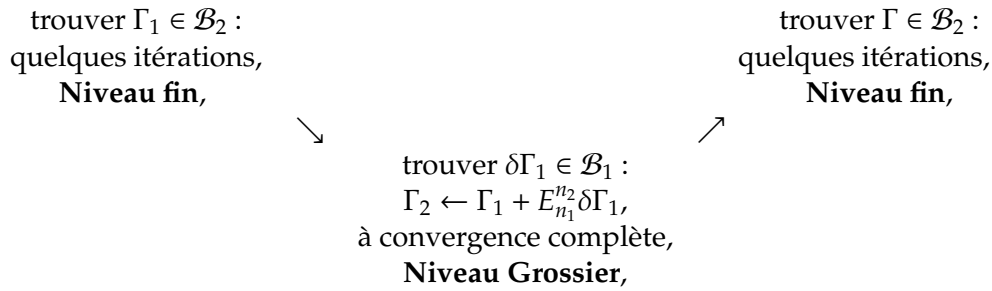 trouver Γ₁ ∈ ℬ₂ :
quelques itérations,
Niveau fin,
trouver Γ ∈ ℬ₂ :
quelques itérations,
Niveau fin,
↘
↗
trouver δΓ₁ ∈ ℬ₁ :
Γ₂ ← Γ₁ + E_{n₁}^{n₂} δΓ₁,
à convergence complète,
Niveau Grossier,